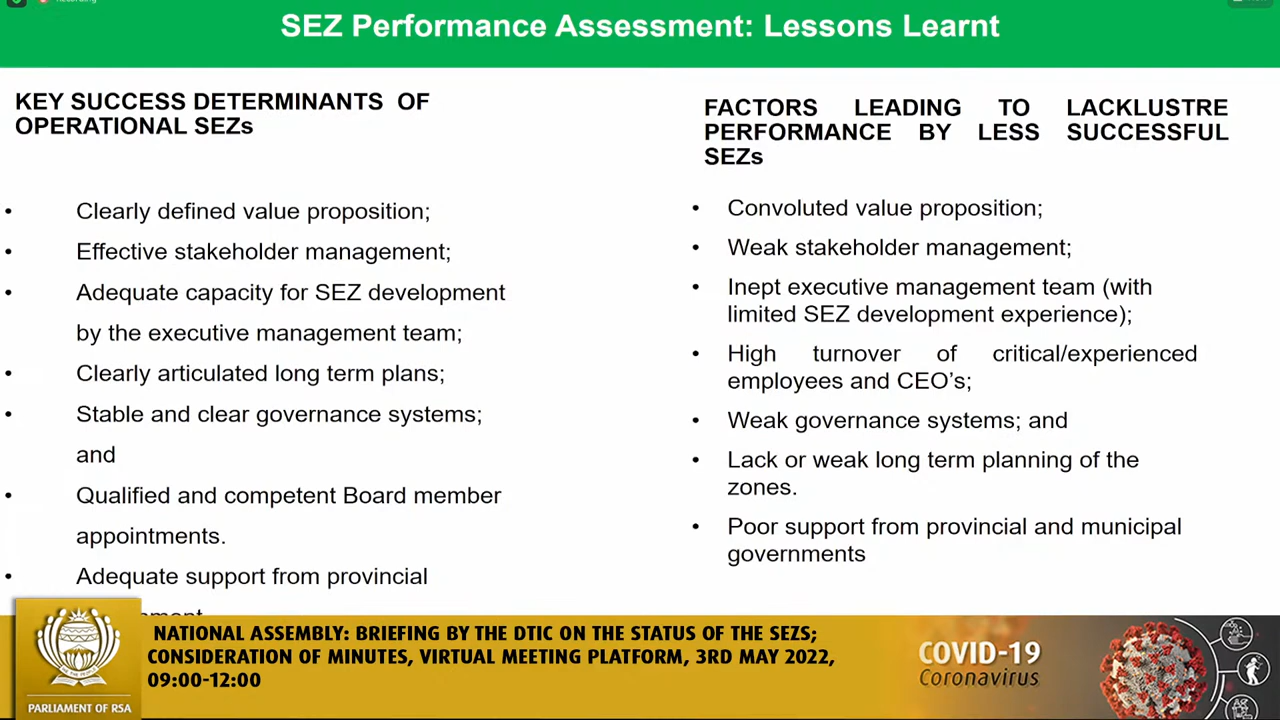 Recording
SEZ Performance Assessment: Lessons Learnt
KEY SUCCESS DETERMINANTS OF
OPERATIONAL SEZs
• Clearly defined value proposition;
• Effective stakeholder management;
• Adequate capacity for SEZ development
by the executive management team;
• Clearly articulated long term plans;
• Stable and clear governance systems;
and
• Qualified and competent Board member
appointments.
• Adequate support from provincial
FACTORS LEADING TO LACKLUSTRE
PERFORMANCE BY LESS SUCCESSFUL
SEZs
• Convoluted value proposition;
• Weak stakeholder management;
• Inept executive management team (with
limited SEZ development experience);
• High turnover of critical/experienced
employees and CEO’s;
• Weak governance systems; and
• Lack or weak long term planning of the
zones.
• Poor support from provincial and municipal
governments
NATIONAL ASSEMBLY: BRIEFING BY THE DTIC ON THE STATUS OF THE SEZS;
CONSIDERATION OF MINUTES, VIRTUAL MEETING PLATFORM, 3RD MAY 2022,
09:00-12:00
PARLIAMENT OF RSA
COVID-19
Coronavirus